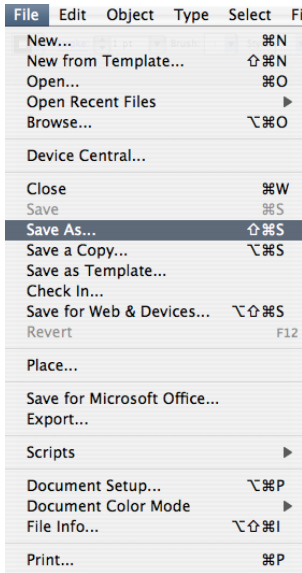 File Edit Object Type Select Fi
New... ⌘N
New from Template... ⇧⌘N
Open... ⌘O
Open Recent Files ▶
Browse... ⌥⌘O
Device Central...
Close ⌘W
Save ⌘S
Save As... ⇧⌘S
Save a Copy... ⌥⌘S
Save as Template...
Check In...
Save for Web & Devices... ⌥⇧⌘S
Revert F12
Place...
Save for Microsoft Office...
Export...
Scripts ▶
Document Setup... ⌥⌘P
Document Color Mode ▶
File Info... ⌥⇧⌘I
Print... ⌘P